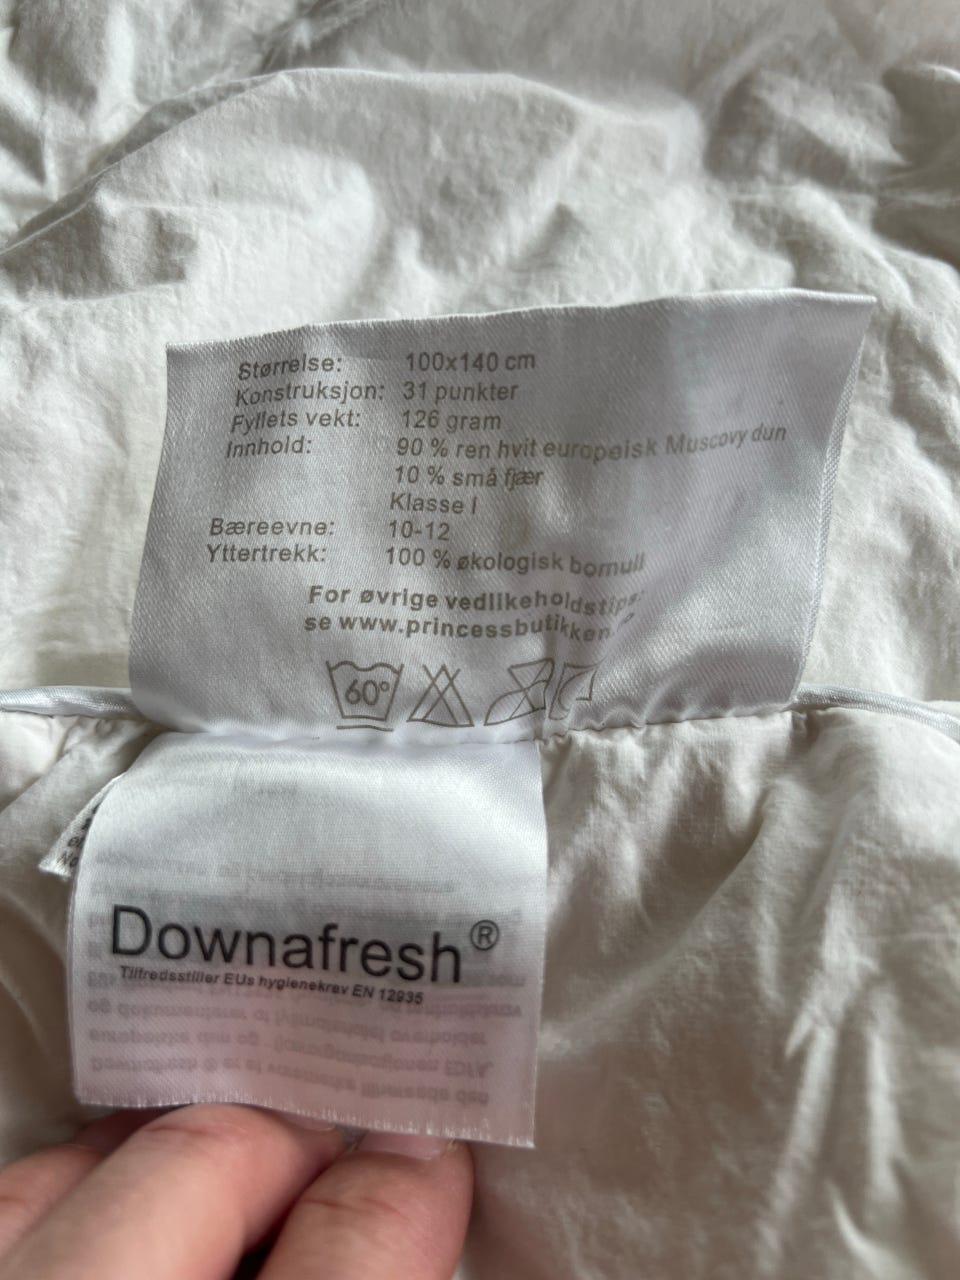 Størrelse: 100x140 cm
Konstruksjon: 31 punkter
Fyllets vekt: 126 gram
Innhold: 90 % ren hvit europeisk Muscovy dun
10 % små fjær
Klasse I
Bæreevne: 10-12
Yttertrekk: 100 % økologisk bomull
For øvrige vedlikeholdstips:
se www.princessbutikken.
60°
Downafresh®
Tilfredsstiller EUs hygienekrav EN 12935